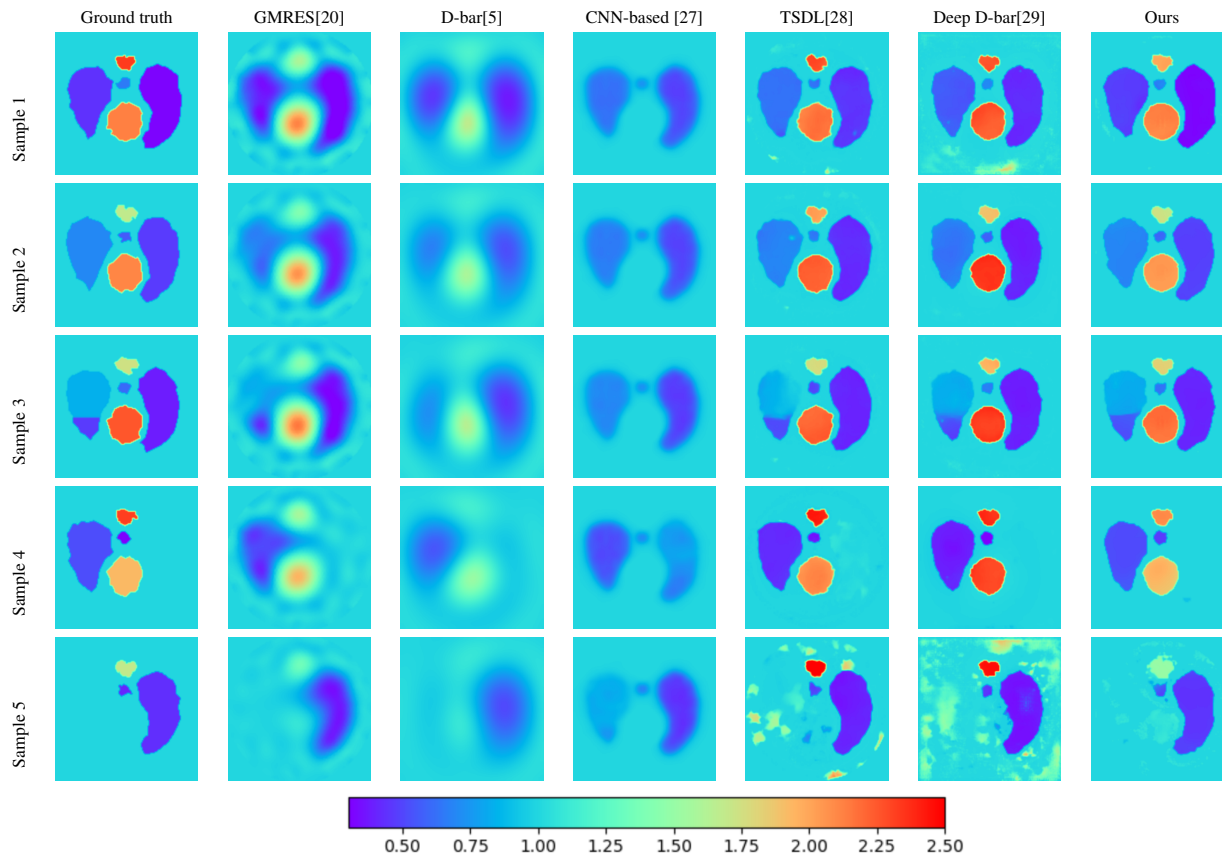 Ground truth GMRES[20] D-bar[5] CNN-based [27] TSDL[28] Deep D-bar[29] Ours
Sample 1
Sample 2
Sample 3
Sample 4
Sample 5
0.50 0.75 1.00 1.25 1.50 1.75 2.00 2.25 2.50